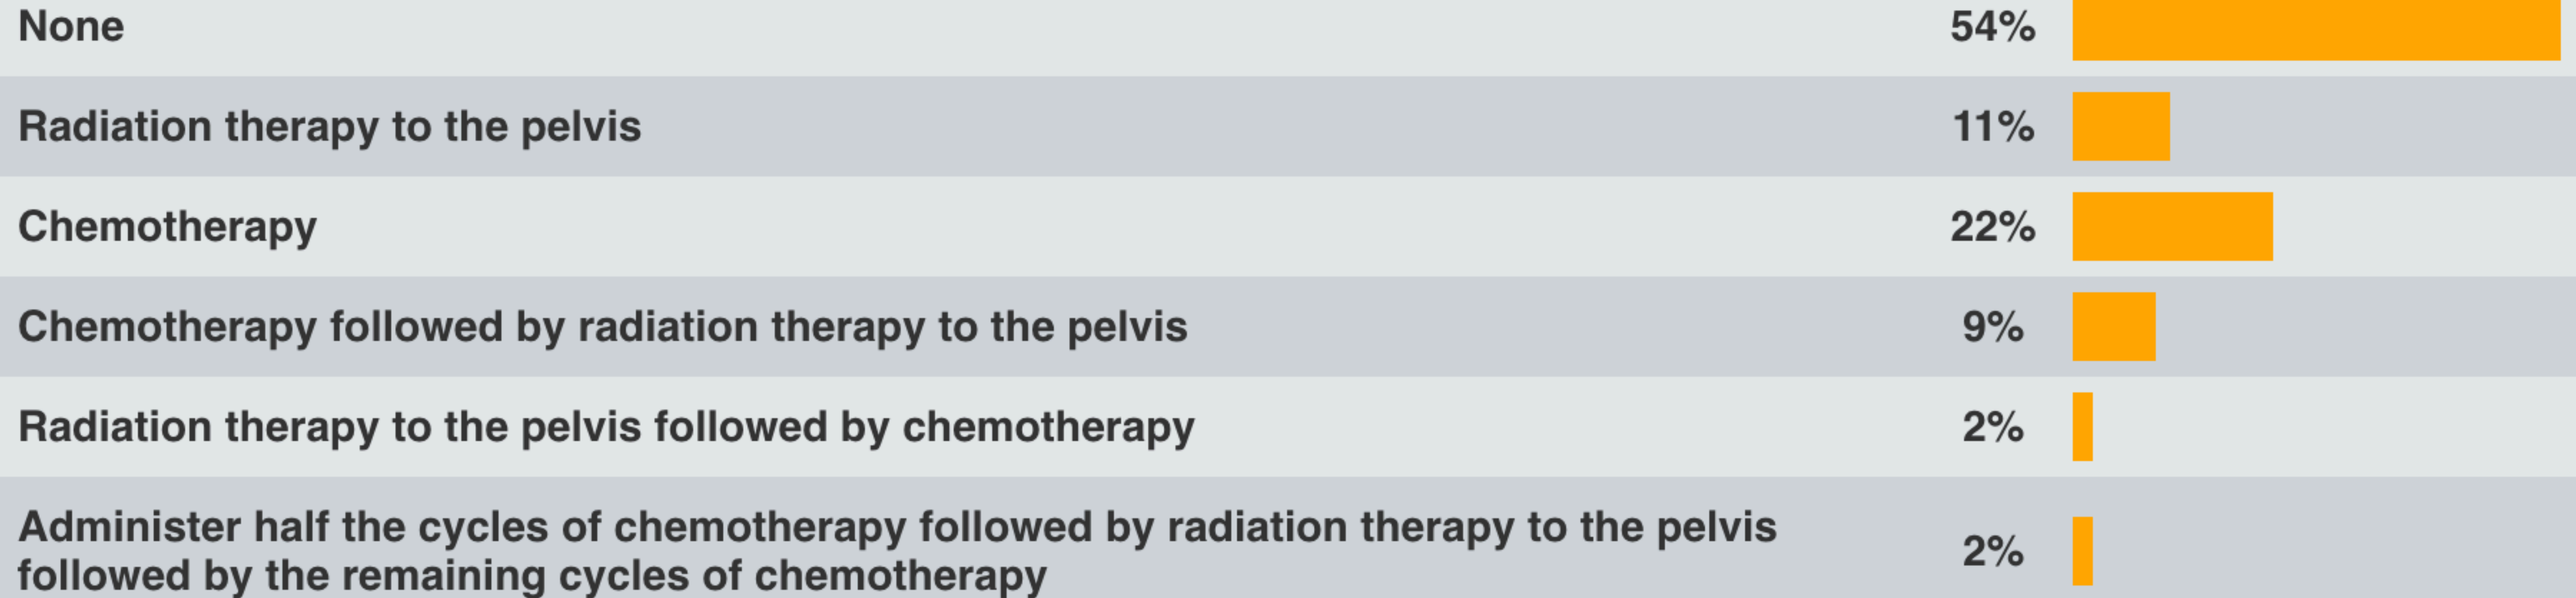 None 54%
Radiation therapy to the pelvis 11%
Chemotherapy 22%
Chemotherapy followed by radiation therapy to the pelvis 9%
Radiation therapy to the pelvis followed by chemotherapy 2%
Administer half the cycles of chemotherapy followed by radiation therapy to the pelvis
followed by the remaining cycles of chemotherapy 2%